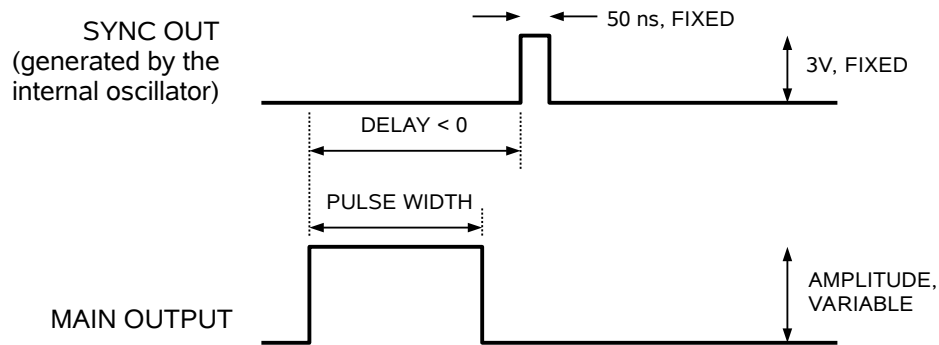 50 ns, FIXED
SYNC OUT
(generated by the
internal oscillator)
3V, FIXED
DELAY < 0
PULSE WIDTH
AMPLITUDE,
VARIABLE
MAIN OUTPUT